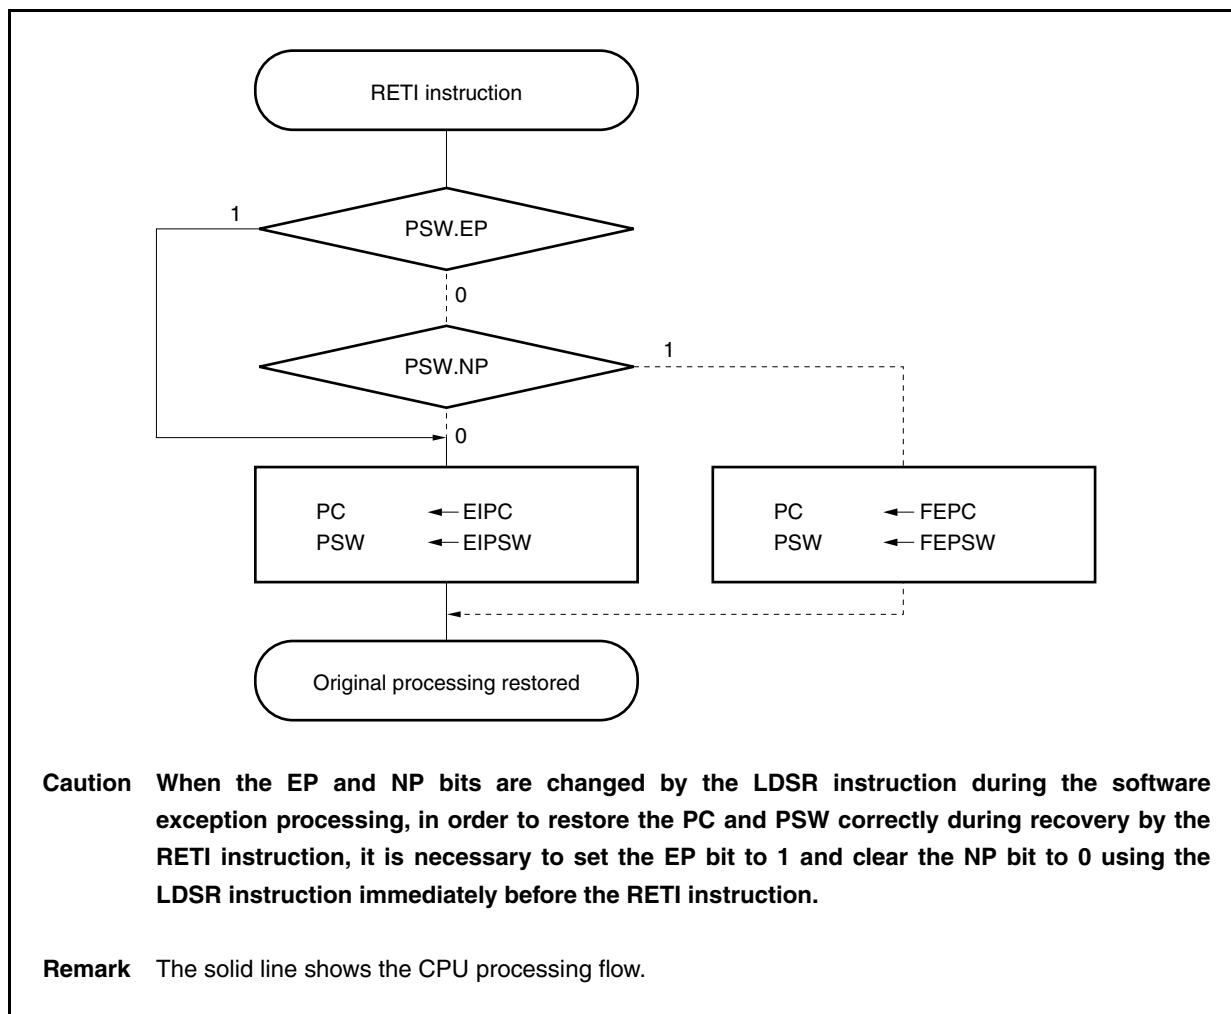 RETI instruction
1
PSW.EP
0
1
PSW.NP
0
PC ← EIPC
PSW ← EIPSW
PC ← FEPC
PSW ← FEPSW
Original processing restored
Caution When the EP and NP bits are changed by the LDSR instruction during the software
exception processing, in order to restore the PC and PSW correctly during recovery by the
RETI instruction, it is necessary to set the EP bit to 1 and clear the NP bit to 0 using the
LDSR instruction immediately before the RETI instruction.
Remark The solid line shows the CPU processing flow.